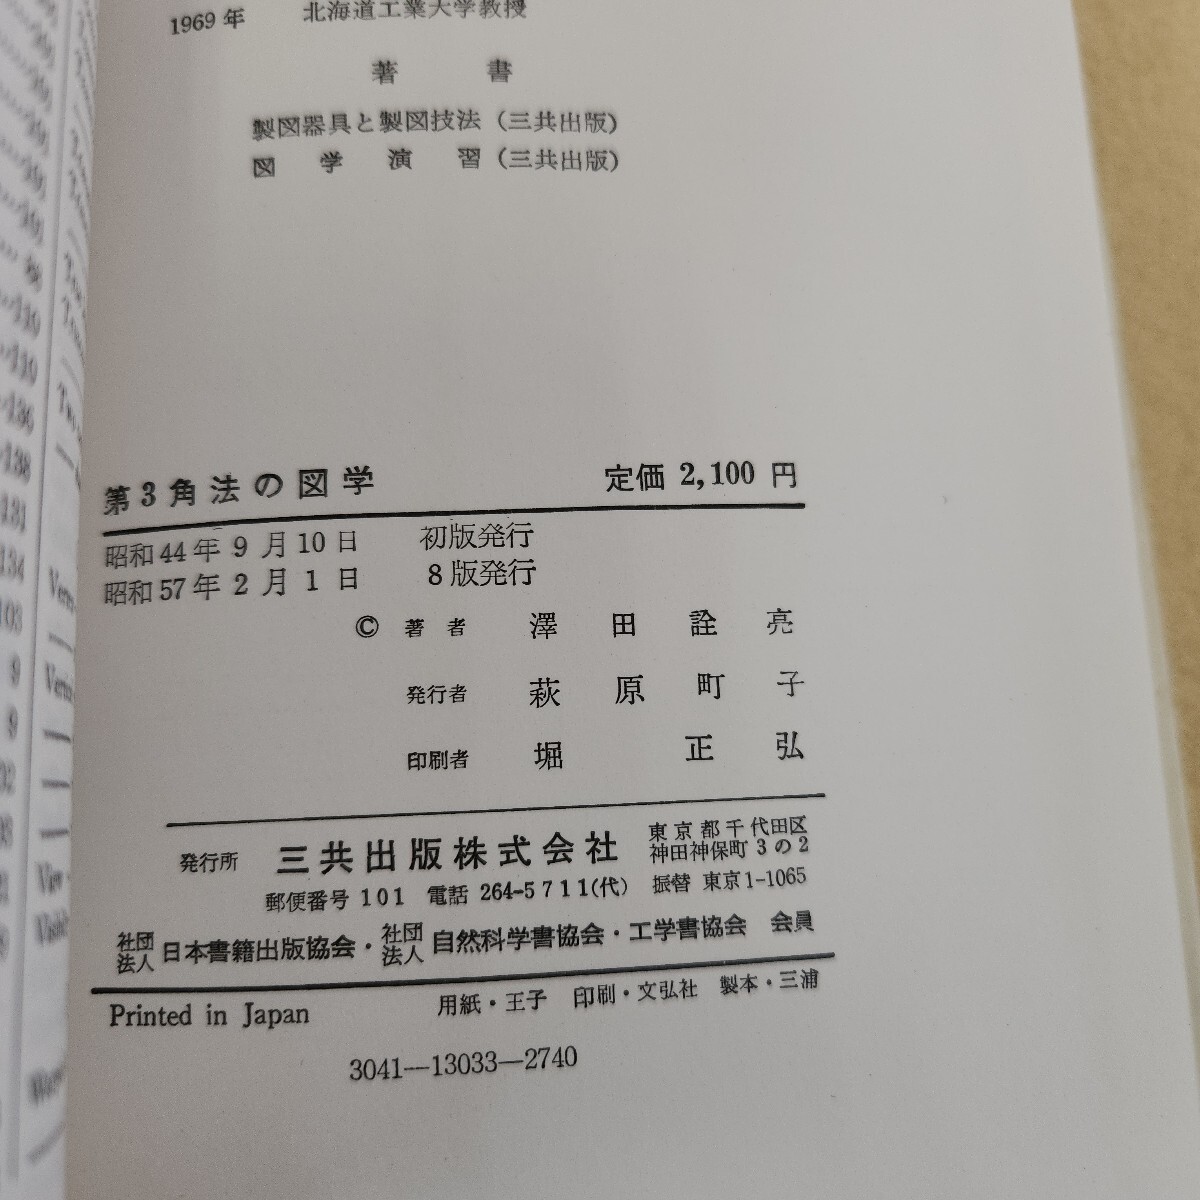 1969年　北海道工業大学教授
著　書
製図器具と製図技法（三共出版）
図学演習（三共出版）
第3角法の図学　定価 2,100 円
昭和44年9月10日　初版発行
昭和57年2月1日　8版発行
© 著者　澤田詮亮
発行者　萩原町子
印刷者　堀正弘
発行所　三共出版株式会社　東京都千代田区
神田神保町3の2
郵便番号101　電話 264-5711(代)　振替 東京1-1065
社団法人 日本書籍出版協会・社団法人 自然科学書協会・工学書協会　会員
Printed in Japan　用紙・王子　印刷・文弘社　製本・三浦
3041—13033—2740